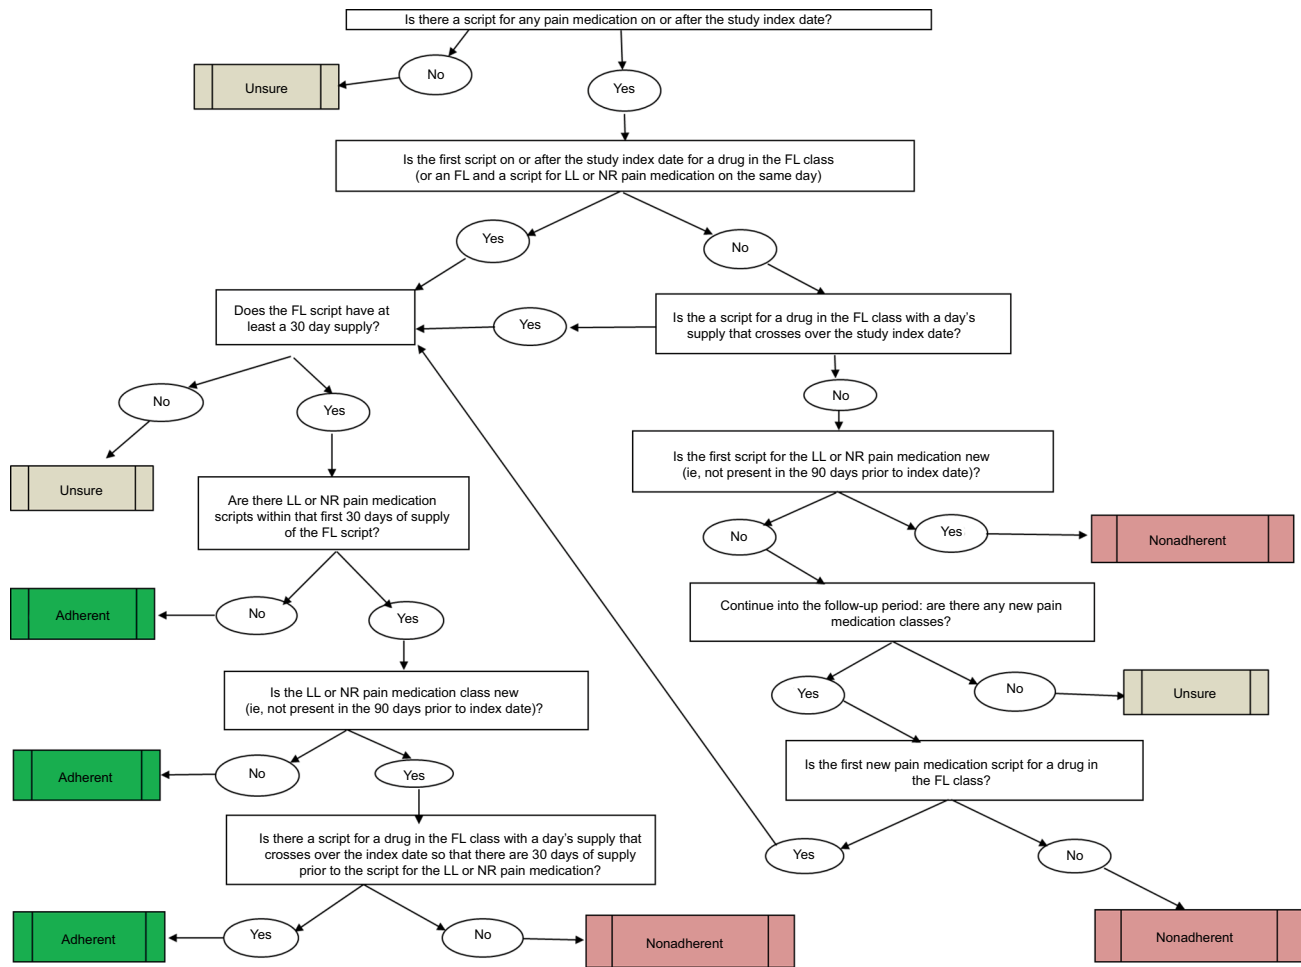 Is there a script for any pain medication on or after the study index date?
No
Unsure
Yes
Is the first script on or after the study index date for a drug in the FL class
(or an FL and a script for LL or NR pain medication on the same day)
Yes
No
Does the FL script have at
least a 30 day supply?
Yes
Is the a script for a drug in the FL class with a day's
supply that crosses over the study index date?
No
Yes
No
Unsure
Is the first script for the LL or NR pain medication new
(ie, not present in the 90 days prior to index date)?
Are there LL or NR pain medication
scripts within that first 30 days of supply
of the FL script?
No
Yes
Nonadherent
Adherent
No
Yes
Continue into the follow-up period: are there any new pain
medication classes?
Is the LL or NR pain medication class new
(ie, not present in the 90 days prior to index date)?
Yes
No
Unsure
Adherent
No
Yes
Is the first new pain medication script for a drug in
the FL class?
Is there a script for a drug in the FL class with a day's supply that
crosses over the index date so that there are 30 days of supply
prior to the script for the LL or NR pain medication?
Yes
No
Adherent
Yes
No
Nonadherent
Nonadherent